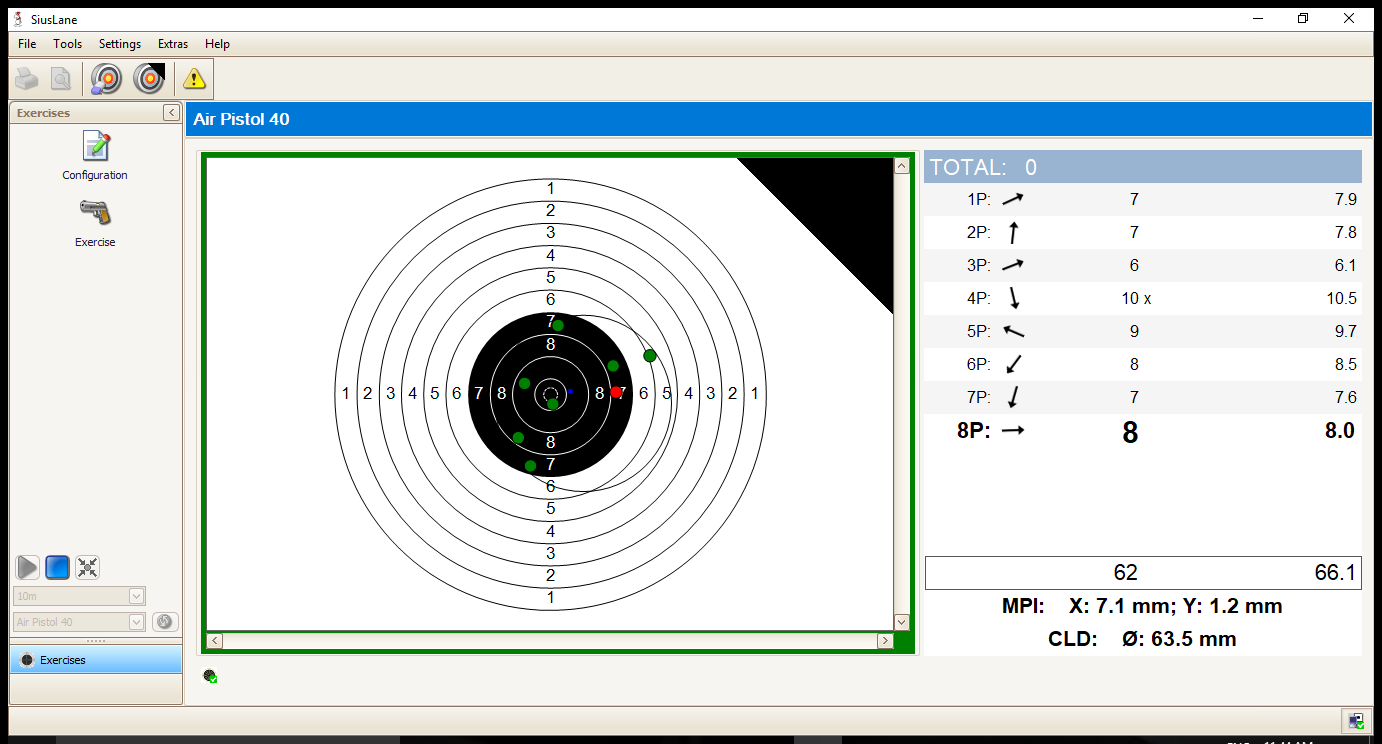 SiusLane
File Tools Settings Extras Help
Exercises
Configuration
Exercise
10m
Air Pistol 40
Exercises
Air Pistol 40
1
2
3
4
5
6
7
8
1 2 3 4 5 6 7 8 8 7 6 5 4 3 2 1
8
7
6
5
4
3
2
1
TOTAL: 0
1P: 7 7.9
2P: 7 7.8
3P: 6 6.1
4P: 10 x 10.5
5P: 9 9.7
6P: 8 8.5
7P: 7 7.6
8P: 8 8.0
62 66.1
MPI: X: 7.1 mm; Y: 1.2 mm
CLD: Ø: 63.5 mm